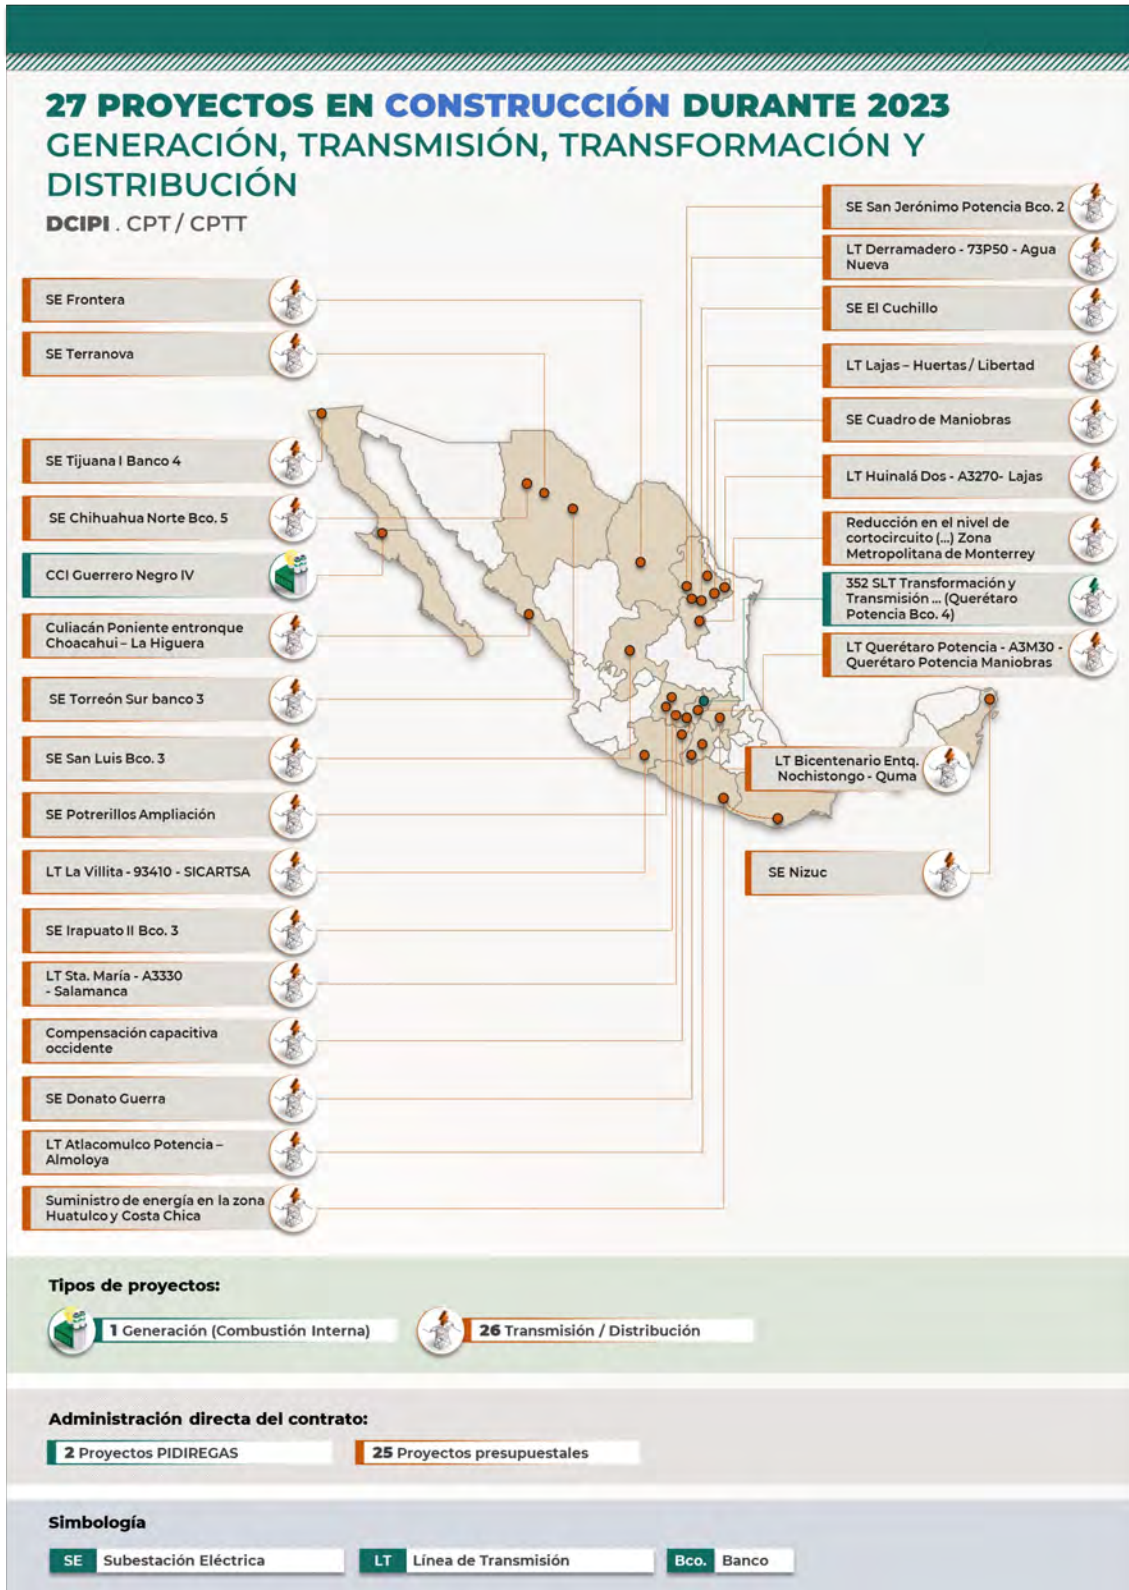 27 PROYECTOS EN CONSTRUCCIÓN DURANTE 2023
GENERACIÓN, TRANSMISIÓN, TRANSFORMACIÓN Y
DISTRIBUCIÓN
DCIPI . CPT / CPTT
SE Frontera
SE Terranova
SE Tijuana I Banco 4
SE Chihuahua Norte Bco. 5
CCI Guerrero Negro IV
Culiacán Poniente entronque
Choacahui – La Higuera
SE Torreón Sur banco 3
SE San Luis Bco. 3
SE Potrerillos Ampliación
LT La Villita - 93410 - SICARTSA
SE Irapuato II Bco. 3
LT Sta. María - A3330
- Salamanca
Compensación capacitiva
occidente
SE Donato Guerra
LT Atlacomulco Potencia –
Almoloya
Suministro de energía en la zona
Huatulco y Costa Chica
SE San Jerónimo Potencia Bco. 2
LT Derramadero - 73P50 - Agua
Nueva
SE El Cuchillo
LT Lajas – Huertas / Libertad
SE Cuadro de Maniobras
LT Huinalá Dos - A3270- Lajas
Reducción en el nivel de
cortocircuito (...) Zona
Metropolitana de Monterrey
352 SLT Transformación y
Transmisión ... (Querétaro
Potencia Bco. 4)
LT Querétaro Potencia - A3M30 -
Querétaro Potencia Maniobras
LT Bicentenario Entq.
Nochistongo - Quma
SE Nizuc
Tipos de proyectos:
1 Generación (Combustión Interna)
26 Transmisión / Distribución
Administración directa del contrato:
2 Proyectos PIDIREGAS
25 Proyectos presupuestales
Simbología
SE Subestación Eléctrica
LT Línea de Transmisión
Bco. Banco